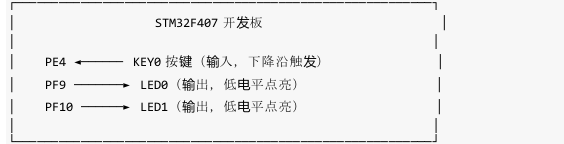 STM32F407 开发板
PE4 ◄────── KEY0 按键（输入，下降沿触发）
PF9 ──────► LED0（输出，低电平点亮）
PF10 ──────► LED1（输出，低电平点亮）